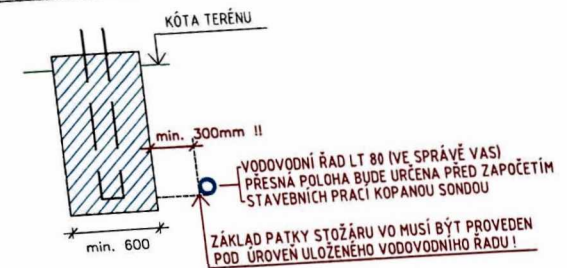 KÓTA TERÉNU
min. 300mm !!
VODOVODNÍ ŘAD LT 80 (VE SPRÁVĚ VAS)
PŘESNÁ POLOHA BUDE URČENA PŘED ZAPOČETÍM
STAVEBNÍCH PRACÍ KOPANOU SONDOU
min. 600
ZÁKLAD PATKY STOŽÁRU VO MUSÍ BÝT PROVEDEN
POD ÚROVEŇ ULOŽENÉHO VODOVODNÍHO ŘADU !